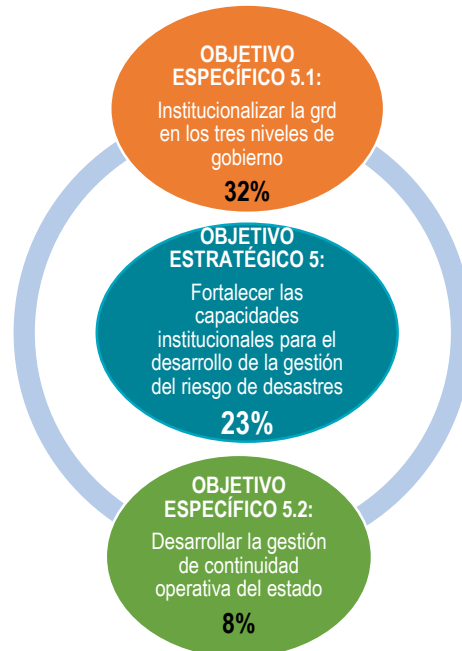 OBJETIVO
ESPECÍFICO 5.1:
Institucionalizar la grd
en los tres niveles de
gobierno
32%
OBJETIVO
ESTRATÉGICO 5:
Fortalecer las
capacidades
institucionales para el
desarrollo de la gestión
del riesgo de desastres
23%
OBJETIVO
ESPECÍFICO 5.2:
Desarrollar la gestión
de continuidad
operativa del estado
8%